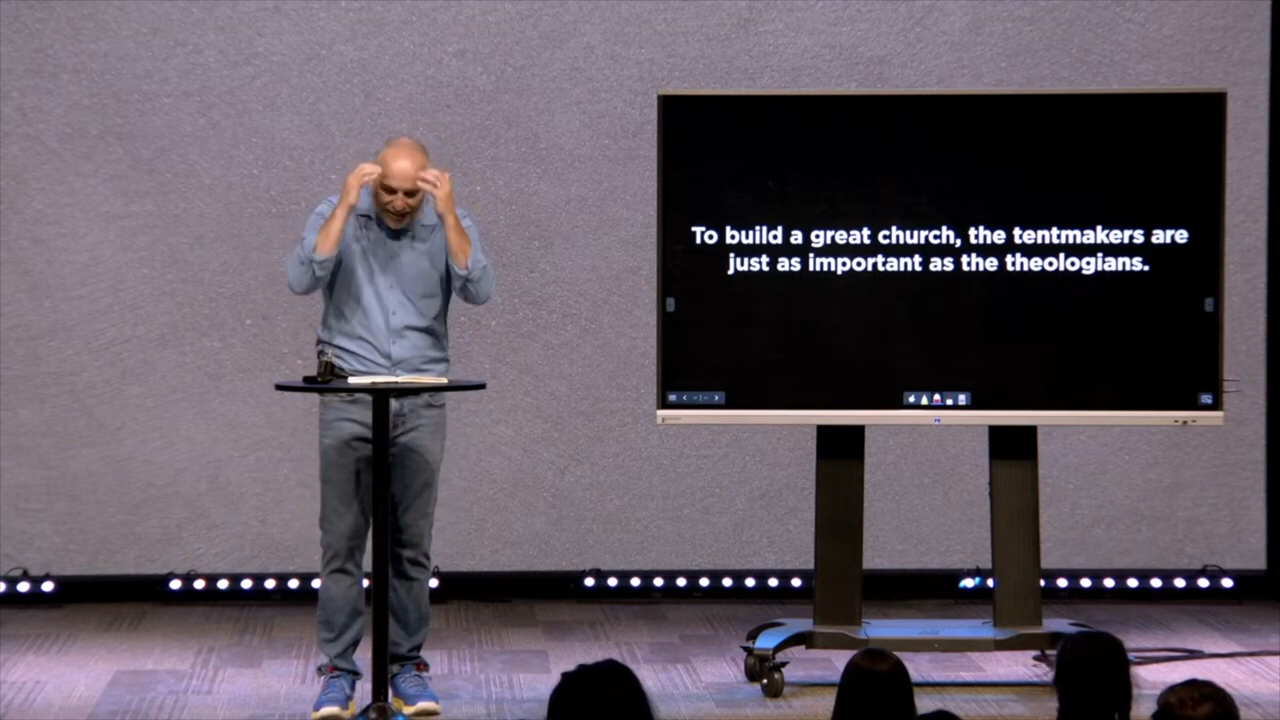 To build a great church, the tentmakers are
just as important as the theologians.